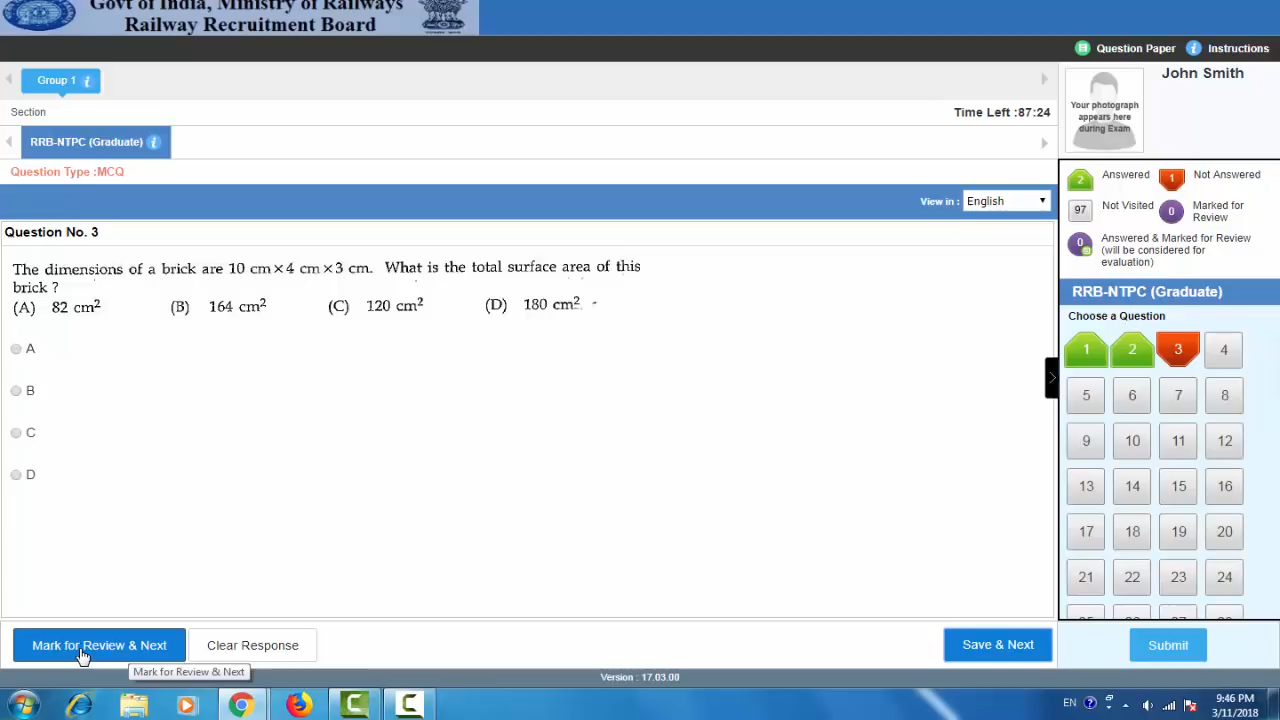 Govt of India, Ministry of Railways
Railway Recruitment Board
Question Paper
Instructions
Group 1
John Smith
Your photograph
appears here
during Exam
Section
Time Left :87:24
RRB-NTPC (Graduate)
Question Type :MCQ
View in :
English
2
Answered
1
Not Answered
97
Not Visited
0
Marked for
Review
0
Answered & Marked for Review
(will be considered for
evaluation)
Question No. 3
The dimensions of a brick are 10 cm×4 cm×3 cm. What is the total surface area of this
brick ?
(A) 82 cm² (B) 164 cm² (C) 120 cm² (D) 180 cm²
A
B
C
D
RRB-NTPC (Graduate)
Choose a Question
1 2 3 4
5 6 7 8
9 10 11 12
13 14 15 16
17 18 19 20
21 22 23 24
Mark for Review & Next
Clear Response
Save & Next
Submit
Mark for Review & Next
Version : 17.03.00
EN
9:46 PM
3/11/2018